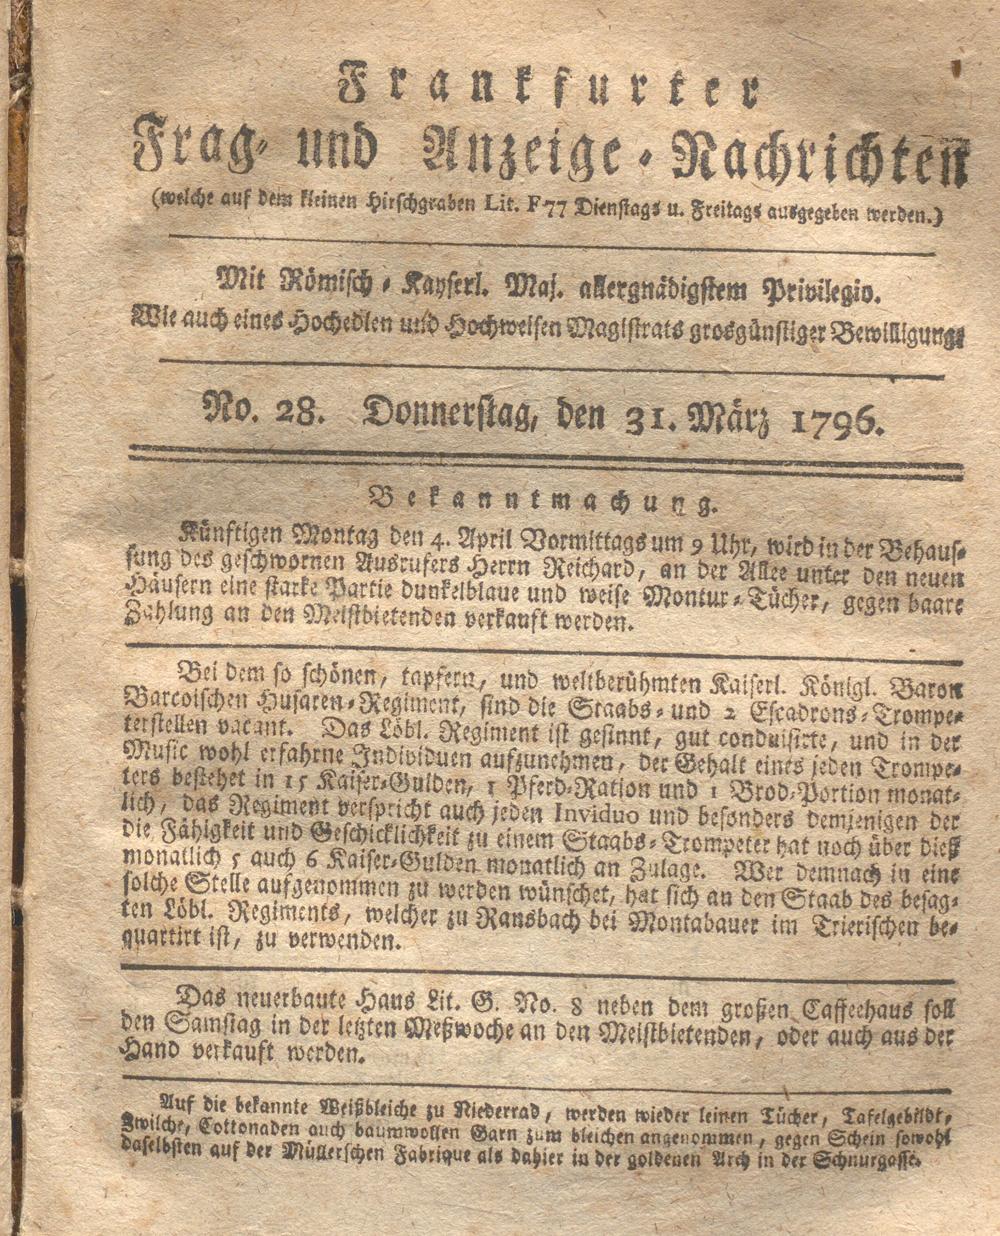 Frankfurter
Frag- und Anzeige-Nachrichten
(welche auf dem kleinen Hirschgraben Lit. F77 Dienstags u. Freitags ausgegeben werden.)
Mit Römisch-Kayserl. Maj. allergnädigstem Privilegio.
Wie auch eines Hochedlen und Hochweisen Magistrats grosgünstiger Bewilligung.
No. 28. Donnerstag, den 31. März 1796.
Bekanntmachung.
Künftigen Montag den 4. April Vormittags um 9 Uhr, wird in der Behaus-
sung des geschwornen Ausrufers Herrn Reichard, an der Allee unter den neuen
Häusern eine starke Partie dunkelblaue und weise Montur-Tücher, gegen baare
Zahlung an den Meistbietenden verkauft werden.
Bei dem so schönen, tapfern, und weltberühmten Kaiserl. Königl. Baron
Barcoischen Husaren-Regiment, sind die Staabs- und 2 Escadrons-Trompe-
terstellen vacant. Das Löbl. Regiment ist gesinnt, gut conduisirte, und in der
Music wohl erfahrne Individuen aufzunehmen, der Gehalt eines jeden Trompe-
ters bestehet in 15 Kaiser-Gulden, 1 Pferd-Ration und 1 Brod-Portion monat-
lich, das Regiment verspricht auch jeden Inviduo und besonders demjenigen der
die Fähigkeit und Geschicklichkeit zu einem Staabs-Trompeter hat noch über dieß
monatlich 5 auch 6 Kaiser-Gulden monatlich an Zulage. Wer demnach in eine
solche Stelle aufgenommen zu werden wünschet, hat sich an den Staab des besag-
ten Löbl. Regiments, welcher zu Ransbach bei Montabauer im Trierischen be-
quartirt ist, zu verwenden.
Das neuerbaute Haus Lit. G. No. 8 neben dem großen Caffeehaus soll
den Samstag in der letzten Meßwoche an den Meistbietenden, oder auch aus der
Hand verkauft werden.
Auf die bekannte Weißbleiche zu Niederrad, werden wieder leinen Tücher, Tafelgebildt,
Zwilche, Cottonaden auch baumwollen Garn zum bleichen angenommen, gegen Schein sowohl
daselbsten auf der Müllerschen Fabrique als dahier in der goldenen Arch in der Schnurgasse.